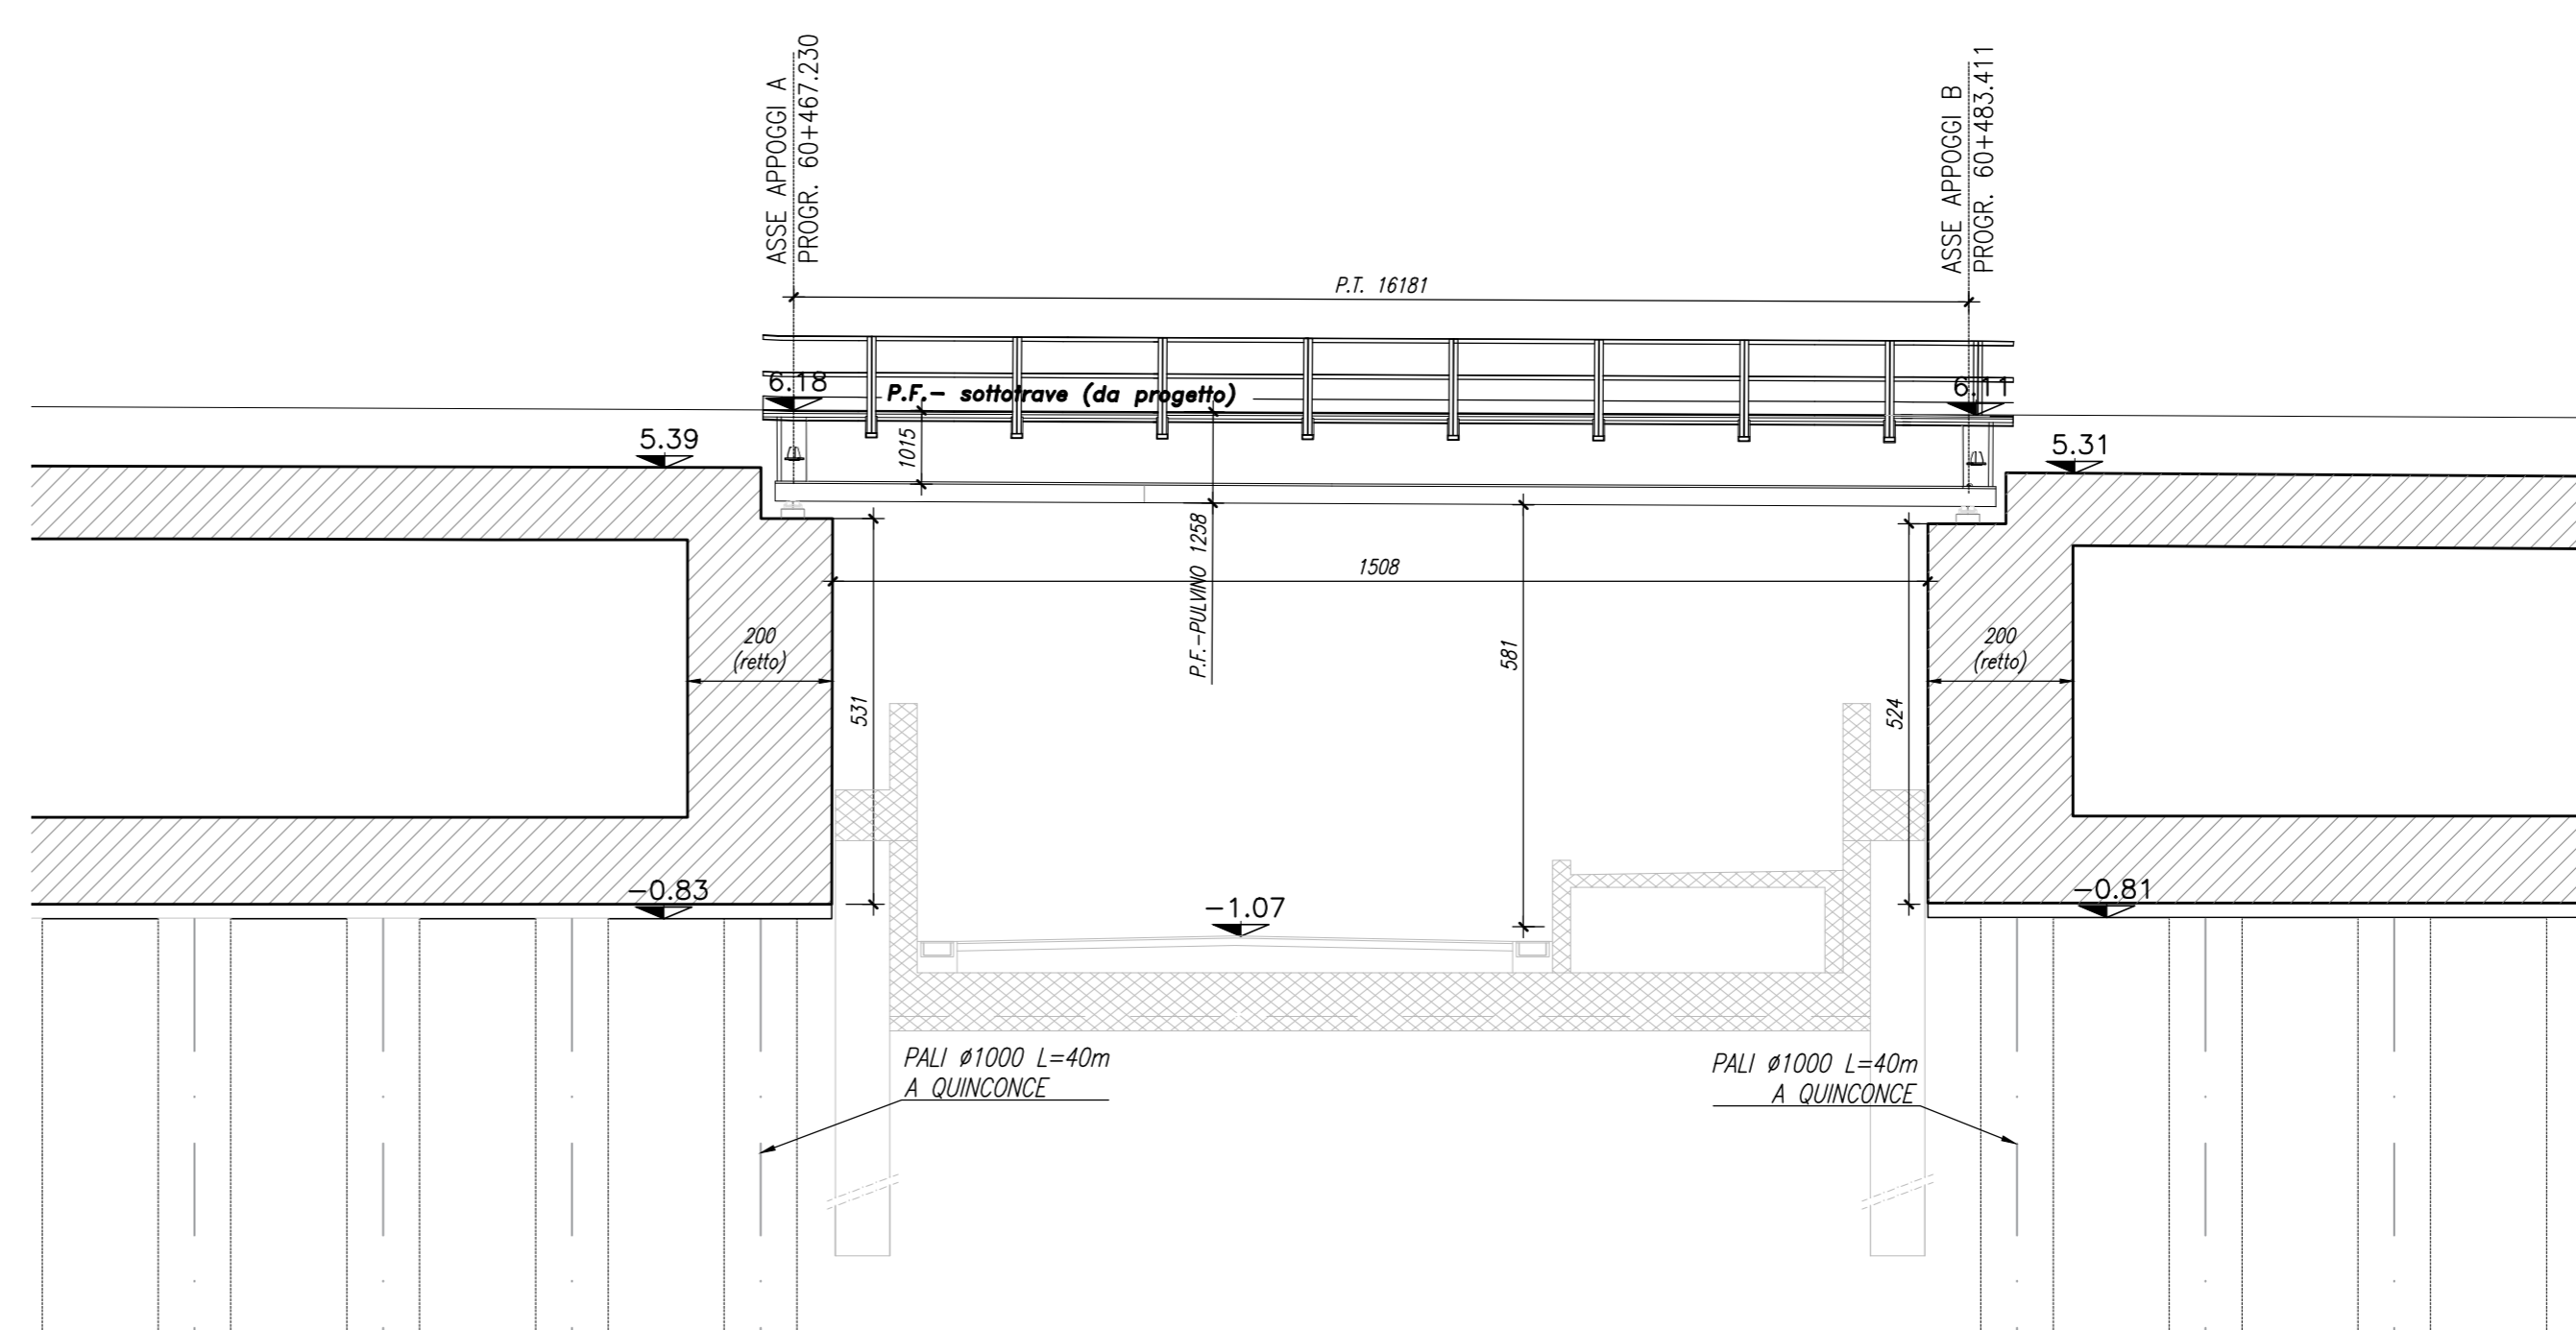 ASSE APPOGGI A
PROGR. 60+467.230
ASSE APPOGGI B
PROGR. 60+483.411
P.T. 16181
6.18
P.F.- sottotrave (da progetto)
6.11
5.39
1015
5.31
P.F.-PULVINO 1258
1508
200
(retto)
581
200
(retto)
531
524
-0.83
-1.07
-0.81
PALI ø1000 L=40m
A QUINCONCE
PALI ø1000 L=40m
A QUINCONCE